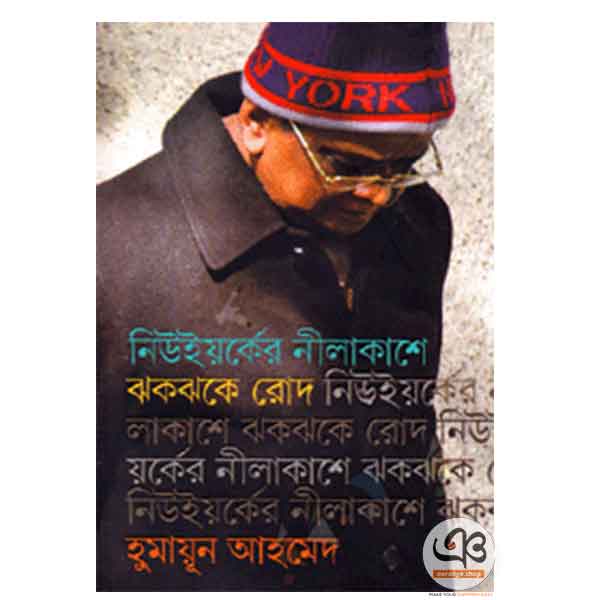 W YORK
নিউইয়র্কের নীলাকাশে
ঝকঝকে রোদ নিউইয়র্কের ন
লাকাশে ঝকঝকে রোদ নিউ
য়র্কের নীলাকাশে ঝকঝকে
নিউইয়র্কের নীলাকাশে ঝক
হুমায়ূন আহমেদ